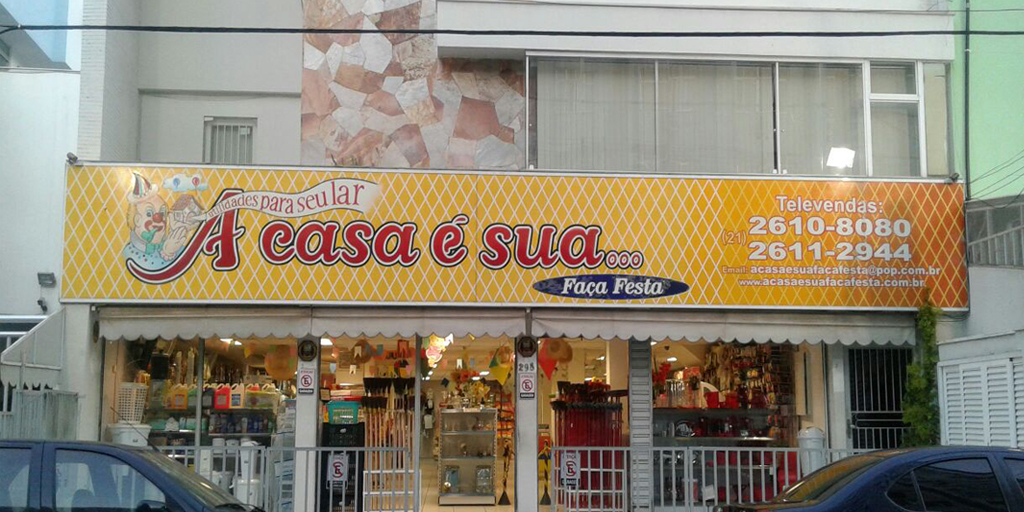 utilidades para seu lar
A casa é sua...
Faça Festa
Televendas:
(21) 2610-8080
2611-2944
Email: acasaesuafacafesta@pop.com.br
www.acasaesuafacafesta.com.br
293